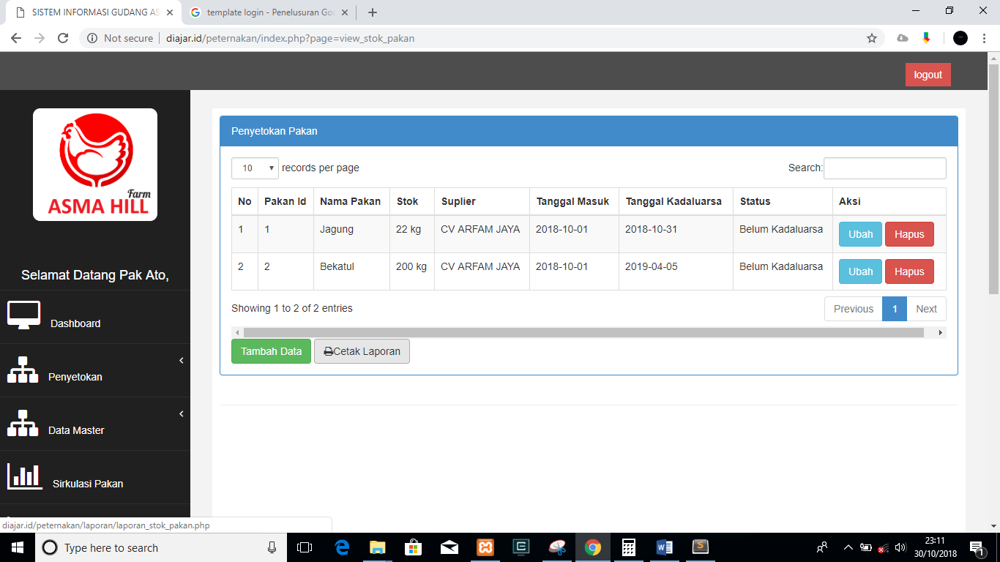 SISTEM INFORMASI GUDANG AS
template login - Penelusuran Goo
Not secure | diajar.id/peternakan/index.php?page=view_stok_pakan
logout
Farm
ASMA HILL
Selamat Datang Pak Ato,
Dashboard
Penyetokan
Data Master
Sirkulasi Pakan
Penyetokan Pakan
10 records per page
Search:
No Pakan Id Nama Pakan Stok Suplier Tanggal Masuk Tanggal Kadaluarsa Status Aksi
1 1 Jagung 22 kg CV ARFAM JAYA 2018-10-01 2018-10-31 Belum Kadaluarsa Ubah Hapus
2 2 Bekatul 200 kg CV ARFAM JAYA 2018-10-01 2019-04-05 Belum Kadaluarsa Ubah Hapus
Showing 1 to 2 of 2 entries
Previous 1 Next
Tambah Data Cetak Laporan
diajar.id/peternakan/laporan/laporan_stok_pakan.php
Type here to search
23:11
30/10/2018
1